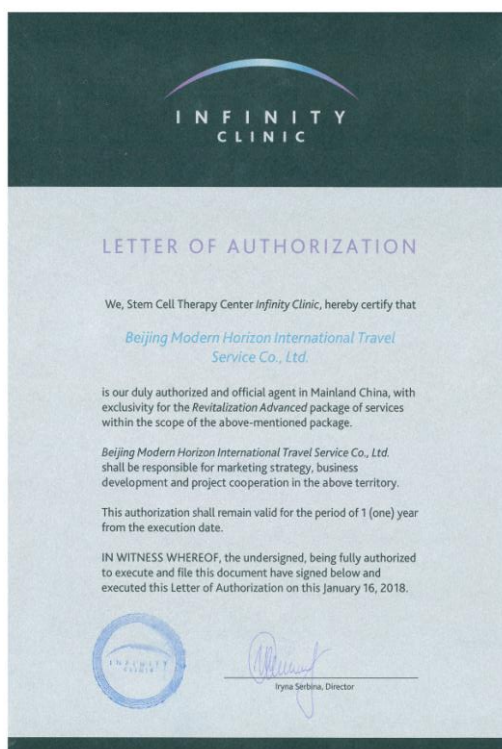 INFINITY
CLINIC
LETTER OF AUTHORIZATION
We, Stem Cell Therapy Center Infinity Clinic, hereby certify that
Beijing Modern Horizon International Travel
Service Co., Ltd.
is our duly authorized and official agent in Mainland China, with
exclusivity for the Revitalization Advanced package of services
within the scope of the above-mentioned package.
Beijing Modern Horizon International Travel Service Co., Ltd.
shall be responsible for marketing strategy, business
development and project cooperation in the above territory.
This authorization shall remain valid for the period of 1 (one) year
from the execution date.
IN WITNESS WHEREOF, the undersigned, being fully authorized
to execute and file this document have signed below and
executed this Letter of Authorization on this January 16, 2018.
INFINITY
CLINIC
Iryna Serbina, Director